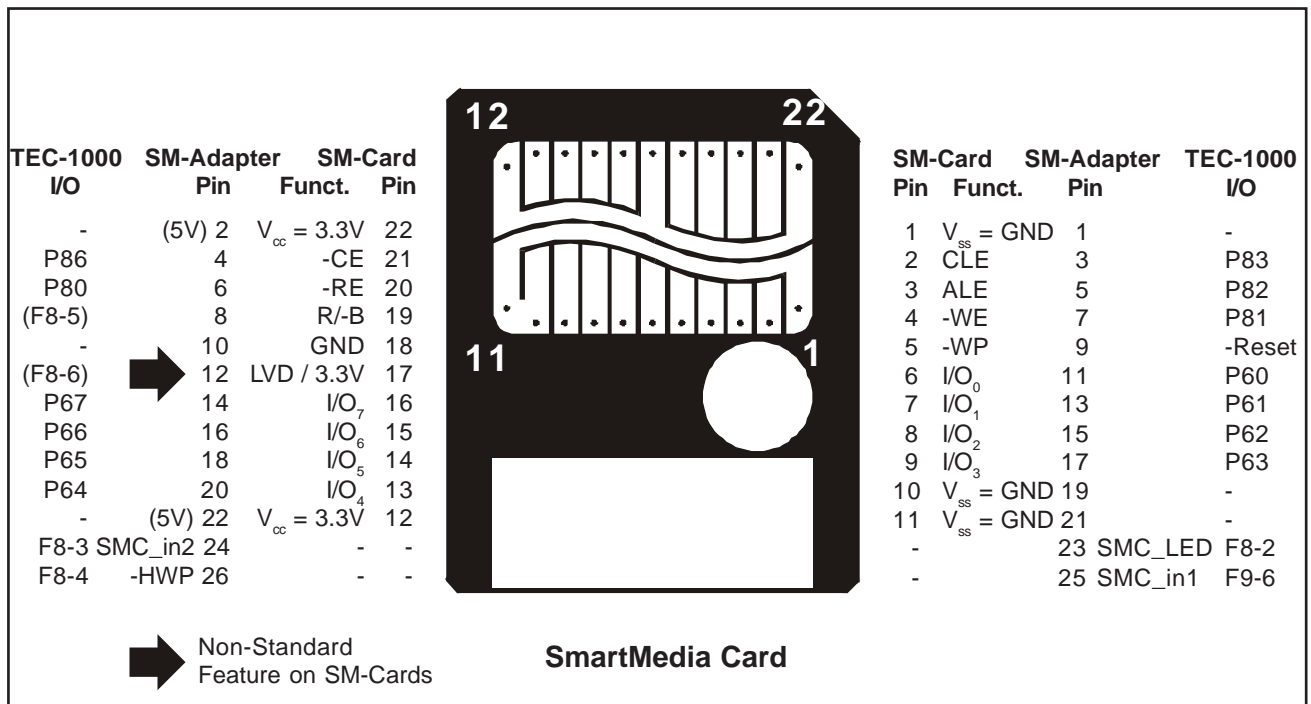 12 22
TEC-1000 SM-Adapter SM-Card
I/O Pin Funct. Pin
- (5V) 2 Vcc = 3.3V 22
P86 4 -CE 21
P80 6 -RE 20
(F8-5) 8 R/-B 19
- 10 GND 18
(F8-6) 12 LVD / 3.3V 17
P67 14 I/O7 16
P66 16 I/O6 15
P65 18 I/O5 14
P64 20 I/O4 13
- (5V) 22 Vcc = 3.3V 12
F8-3 SMC_in2 24 - -
F8-4 -HWP 26 - -
11 1
SM-Card SM-Adapter TEC-1000
Pin Funct. Pin I/O
1 Vss = GND 1 -
2 CLE 3 P83
3 ALE 5 P82
4 -WE 7 P81
5 -WP 9 -Reset
6 I/O0 11 P60
7 I/O1 13 P61
8 I/O2 15 P62
9 I/O3 17 P63
10 Vss = GND 19 -
11 Vss = GND 21 -
- 23 SMC_LED F8-2
- 25 SMC_in1 F9-6
Non-Standard
Feature on SM-Cards
SmartMedia Card